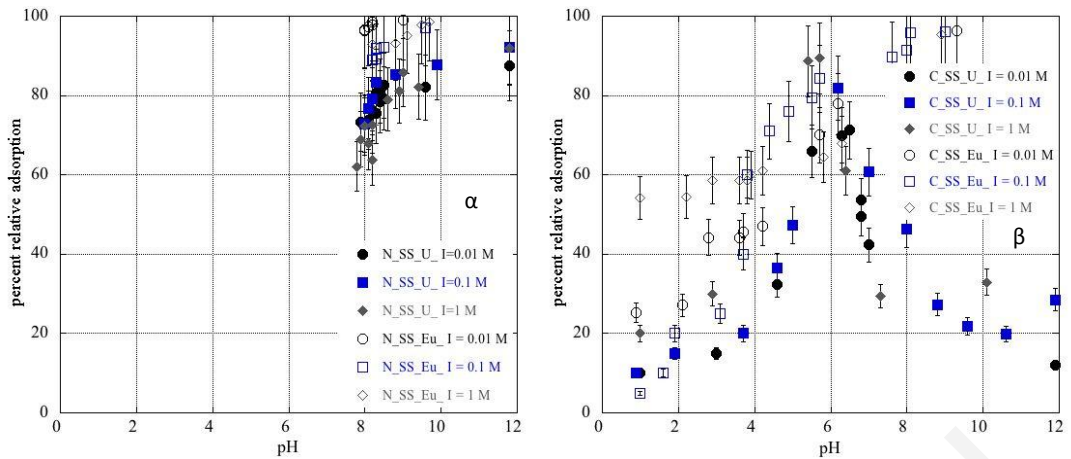 100
80
60
40
20
0
percent relative adsorption
α
N_SS_U_ I=0.01 M
N_SS_U_ I=0.1 M
N_SS_U_ I=1 M
N_SS_Eu_ I = 0.01 M
N_SS_Eu_ I = 0.1 M
N_SS_Eu_ I = 1 M
0 2 4 6 8 10 12
pH
100
80
60
40
20
0
percent relative adsorption
C_SS_U_ I = 0.01 M
C_SS_U_ I = 0.1 M
C_SS_U_ I = 1 M
C_SS_Eu_ I = 0.01 M
C_SS_Eu_ I = 0.1 M
C_SS_Eu_I = 1 M
β
0 2 4 6 8 10 12
pH